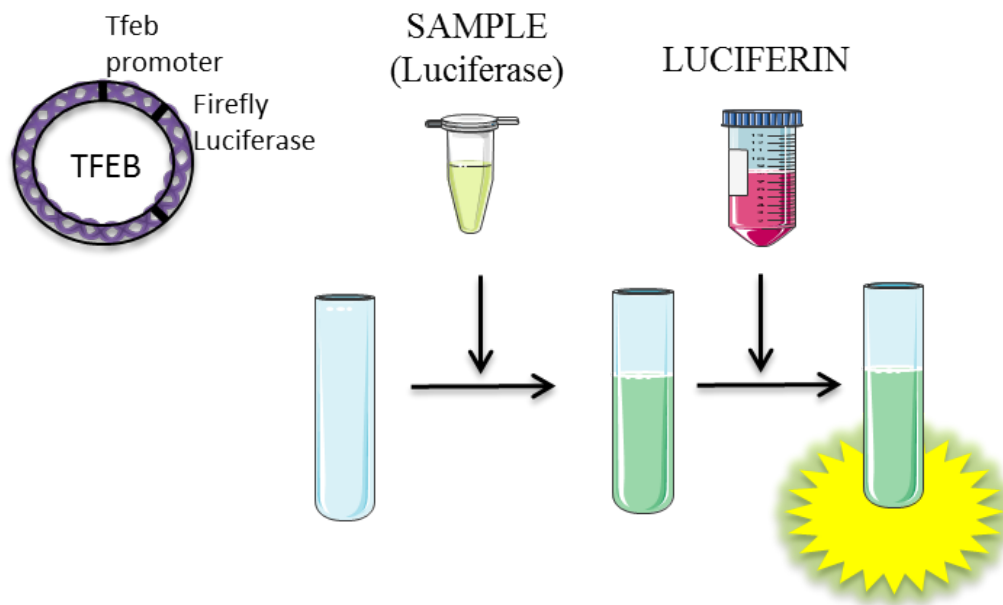 Tfeb
promoter
Firefly
Luciferase
TFEB
SAMPLE
(Luciferase)
LUCIFERIN